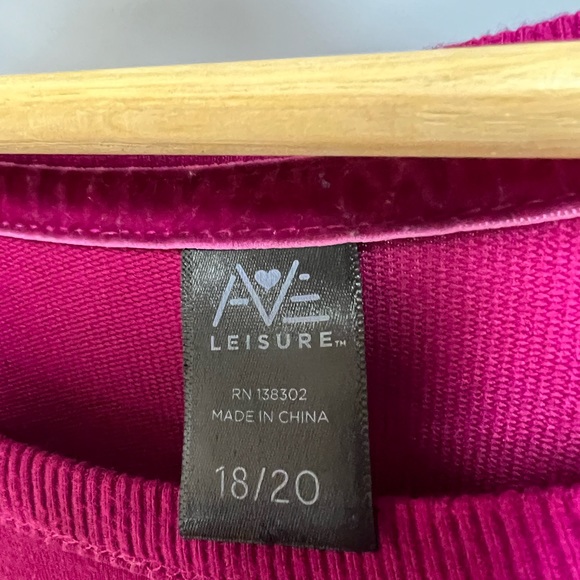 AVE
LEISURE™
RN 138302
MADE IN CHINA
18/20